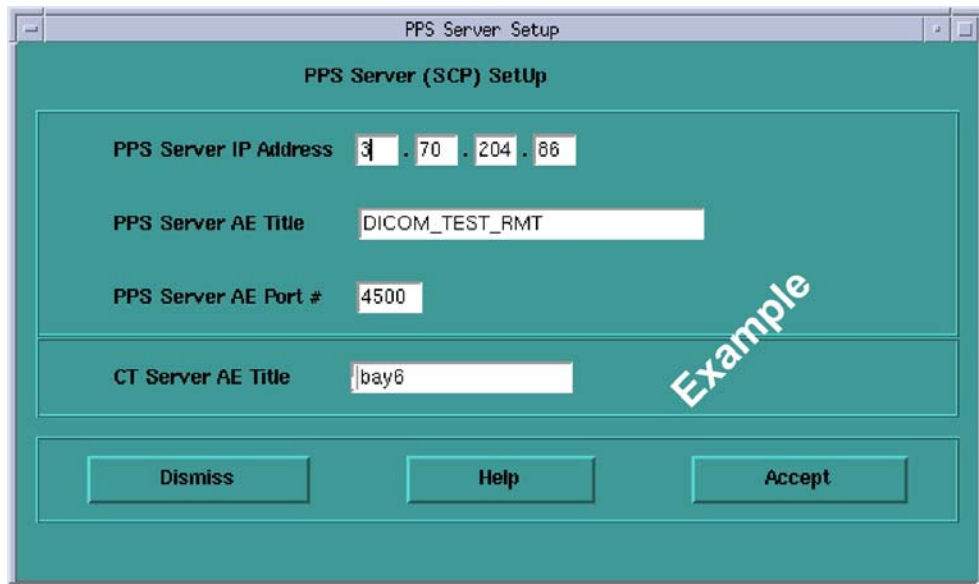 PPS Server Setup
PPS Server (SCP) SetUp
PPS Server IP Address 3 . 70 . 204 . 86
PPS Server AE Title DICOM_TEST_RMT
PPS Server AE Port # 4500
Example
CT Server AE Title bay6
Dismiss Help Accept